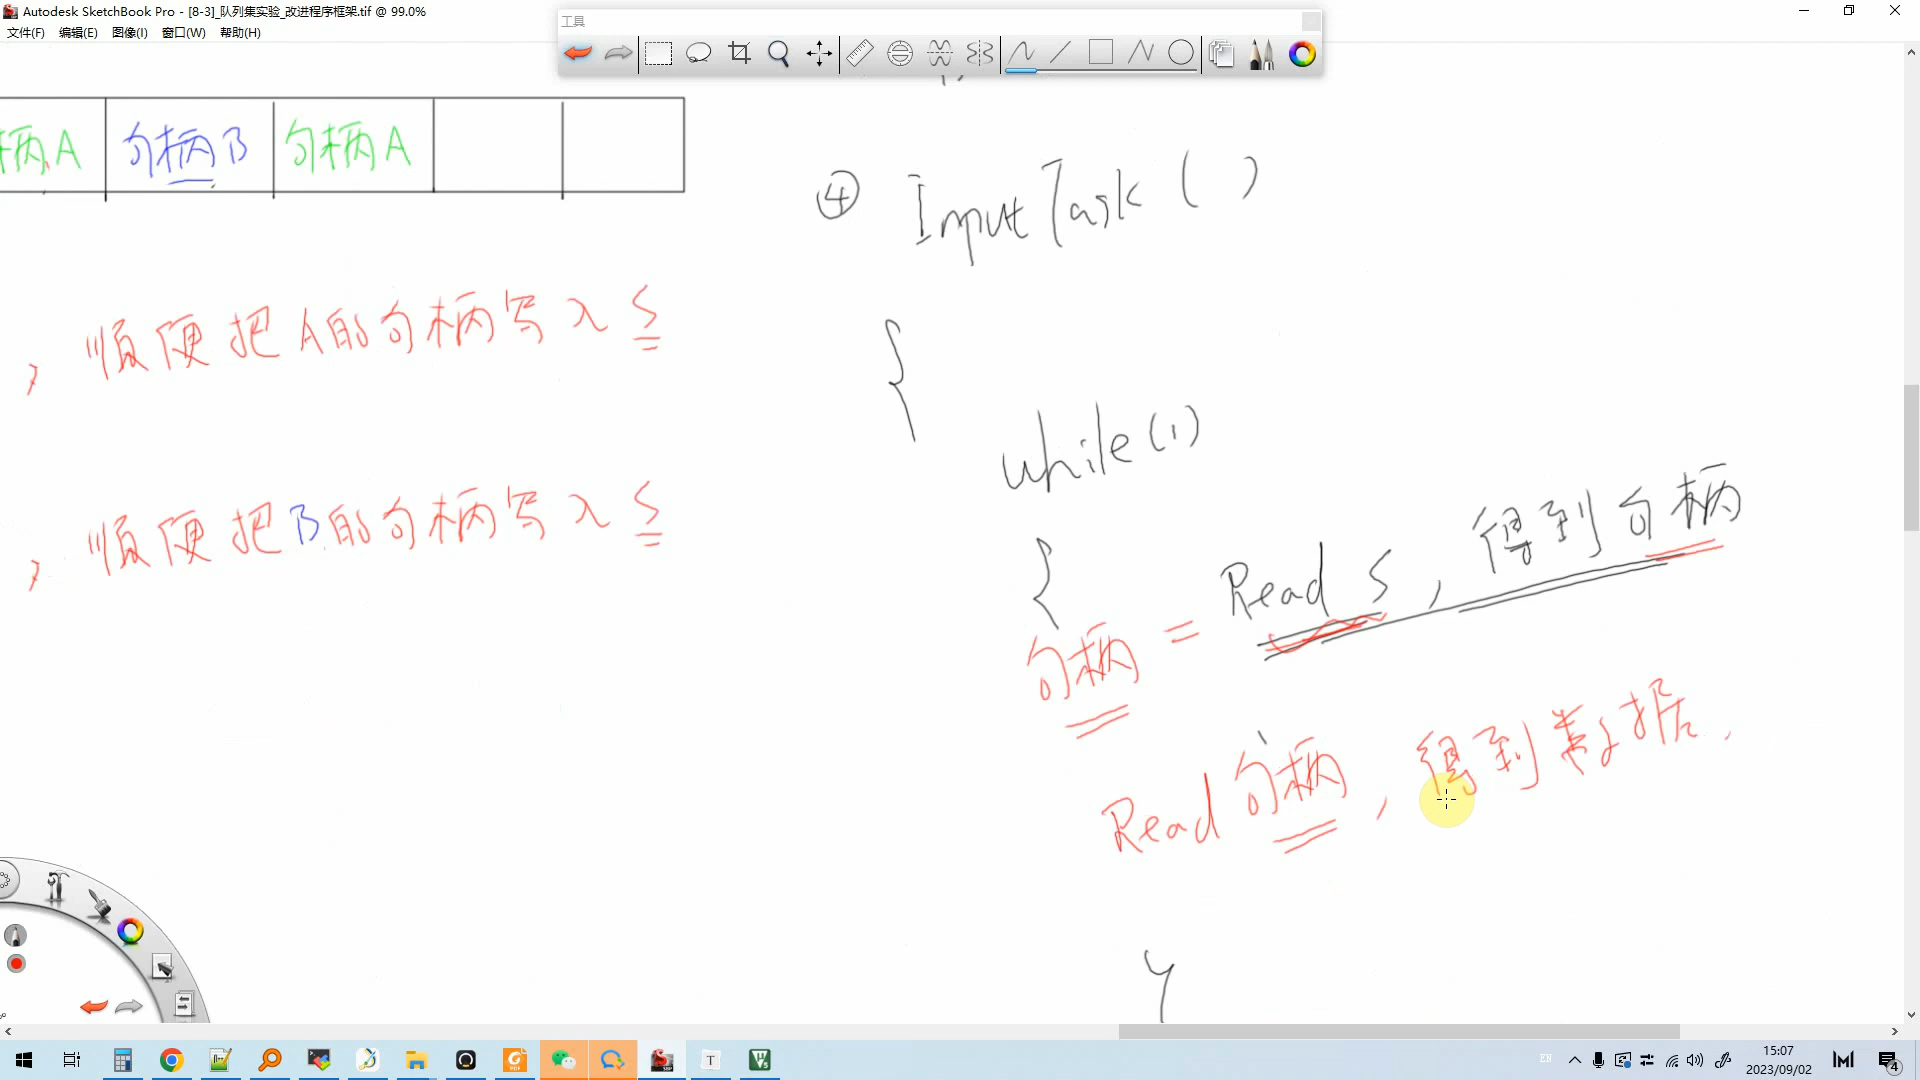 Autodesk SketchBook Pro - [8-3]_队列集实验_改进程序框架.tif @ 99.0%
文件(F) 编辑(E) 图像(I) 窗口(W) 帮助(H)
工具
柄A 句柄B 句柄A
④ InputTask ( )
{
，顺便把A的句柄写入S
while(1)
，顺便把B的句柄写入S
{
Read S，得到句柄
句柄 =
Read 句柄，得到数据.
EN
15:07
2023/09/02
4